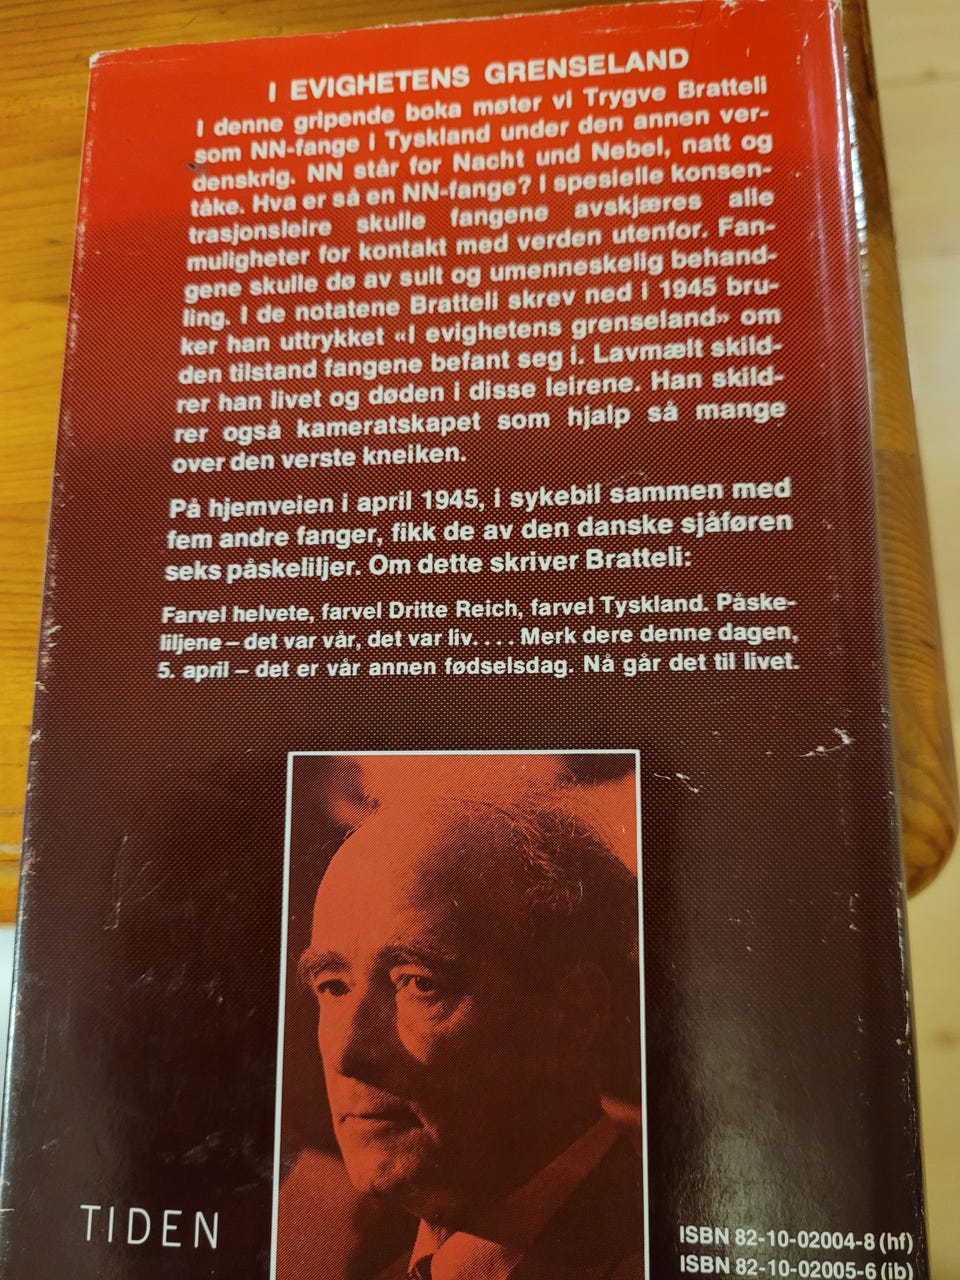 I EVIGHETENS GRENSELAND
I denne gripende boka møter vi Trygve Bratteli
som NN-fange i Tyskland under den annen ver-
denskrig. NN står for Nacht und Nebel, natt og
tåke. Hva er så en NN-fange? I spesielle konsen-
trasjonsleire skulle fangene avskjæres alle
muligheter for kontakt med verden utenfor. Fan-
gene skulle dø av sult og umenneskelig behand-
ling. I de notatene Bratteli skrev ned i 1945 bru-
ker han uttrykket «I evighetens grenseland» om
den tilstand fangene befant seg i. Lavmælt skild-
rer han livet og døden i disse leirene. Han skild-
rer også kameratskapet som hjalp så mange
over den verste kneiken.
På hjemveien i april 1945, i sykebil sammen med
fem andre fanger, fikk de av den danske sjåføren
seks påskeliljer. Om dette skriver Bratteli:
Farvel helvete, farvel Dritte Reich, farvel Tyskland. Påske-
liljene – det var vår, det var liv. . . . Merk dere denne dagen,
5. april – det er vår annen fødselsdag. Nå går det til livet.
TIDEN
ISBN 82-10-02004-8 (hf)
ISBN 82-10-02005-6 (ib)